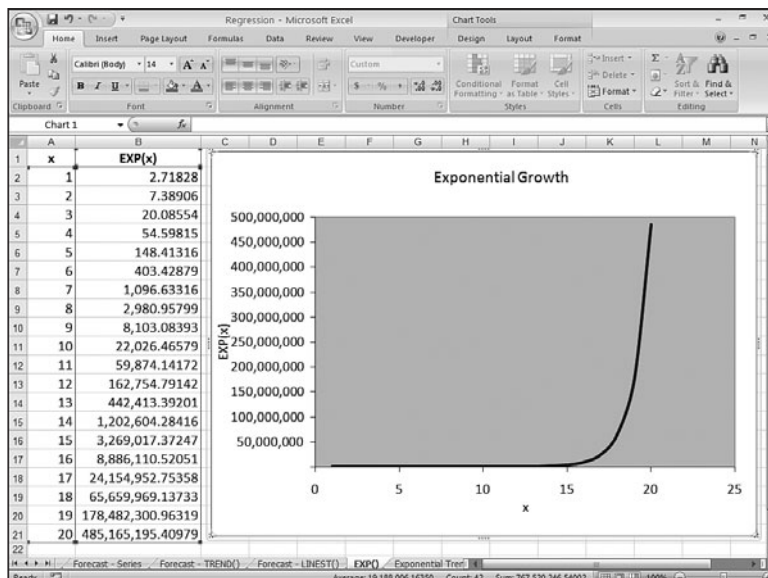 Regression - Microsoft Excel
Chart Tools
Home Insert Page Layout Formulas Data Review View Developer Design Layout Format
Paste
Calibri (Body) 14 A A
B I U A
Custom
$ % ,
Conditional Formatting
Format as Table
Cell Styles
Insert
Delete
Format
Σ
Sort & Filter
Find & Select
Clipboard Font Alignment Number Styles Cells Editing
Chart 1 fx
A B C D E F G H I J K L M N
1 x EXP(x)
2 1 2.71828
3 2 7.38906
4 3 20.08554
5 4 54.59815
6 5 148.41316
7 6 403.42879
8 7 1,096.63316
9 8 2,980.95799
10 9 8,103.08393
11 10 22,026.46579
12 11 59,874.14172
13 12 162,754.79142
14 13 442,413.39201
15 14 1,202,604.28416
16 15 3,269,017.37247
17 16 8,886,110.52051
18 17 24,154,952.75358
19 18 65,659,969.13733
20 19 178,482,300.96319
21 20 485,165,195.40979
22
Exponential Growth
500,000,000
450,000,000
400,000,000
350,000,000
300,000,000
250,000,000
200,000,000
150,000,000
100,000,000
50,000,000
EXP(x)
0 5 10 15 20 25
x
Forecast - Series Forecast - TREND() Forecast - LINEST() EXP() Exponential Tren